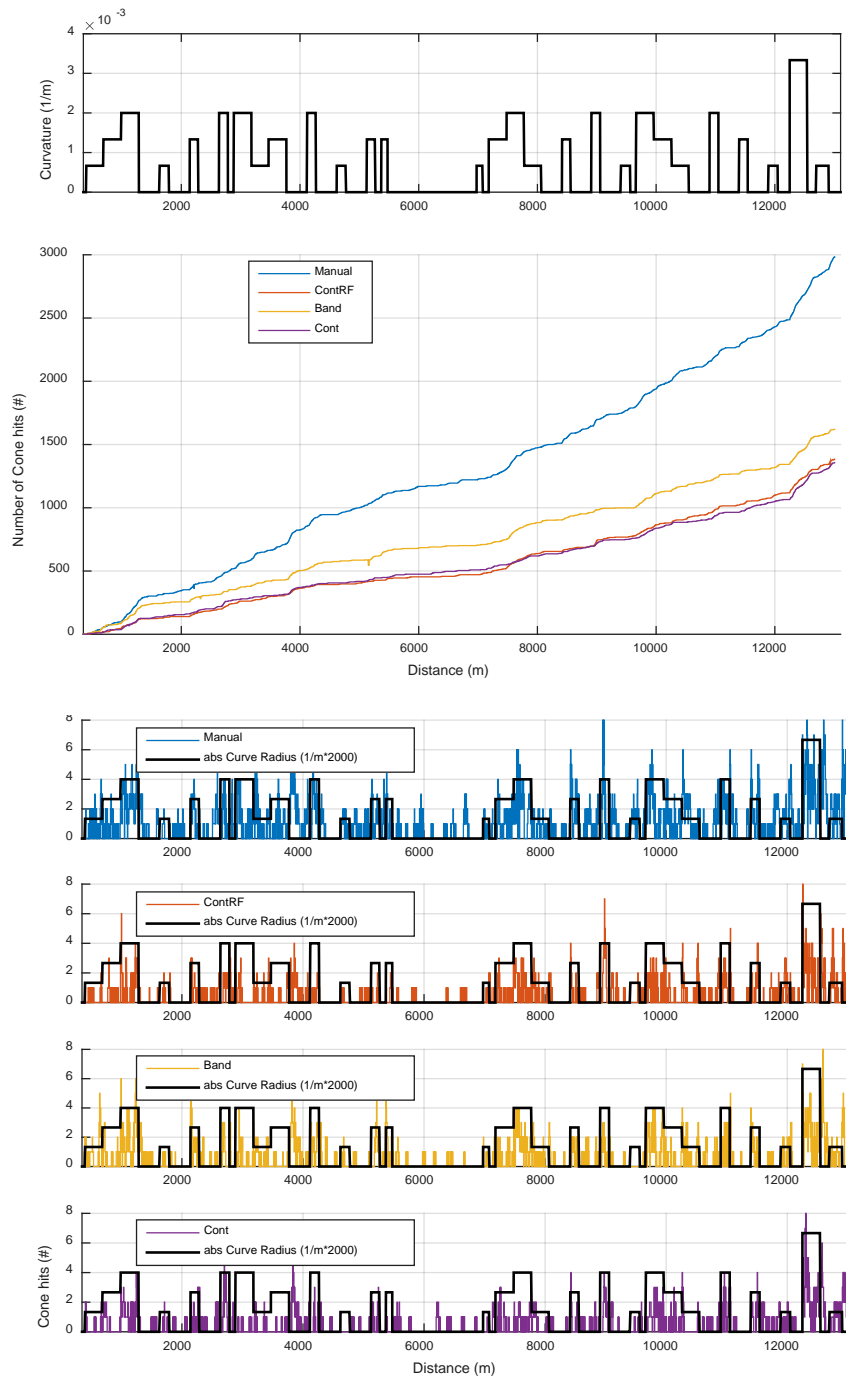 × 10 -3
4
3
2
1
0
Curvature (1/m)
2000 4000 6000 8000 10000 12000
3000
2500
2000
1500
1000
500
0
Number of Cone hits (#)
Manual
ContRF
Band
Cont
2000 4000 6000 8000 10000 12000
Distance (m)
8
6
4
2
0
Manual
abs Curve Radius (1/m*2000)
2000 4000 6000 8000 10000 12000
8
6
4
2
0
ContRF
abs Curve Radius (1/m*2000)
2000 4000 6000 8000 10000 12000
8
6
4
2
0
Band
abs Curve Radius (1/m*2000)
2000 4000 6000 8000 10000 12000
8
6
4
2
0
Cone hits (#)
Cont
abs Curve Radius (1/m*2000)
2000 4000 6000 8000 10000 12000
Distance (m)